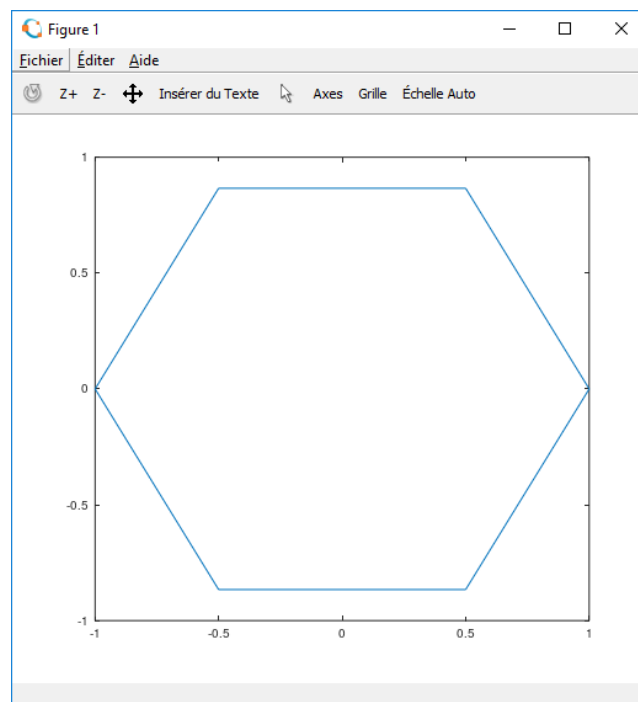 Figure 1
Fichier Éditer Aide
Z+ Z- Insérer du Texte Axes Grille Échelle Auto
1
0.5
0
-0.5
-1
-1 -0.5 0 0.5 1